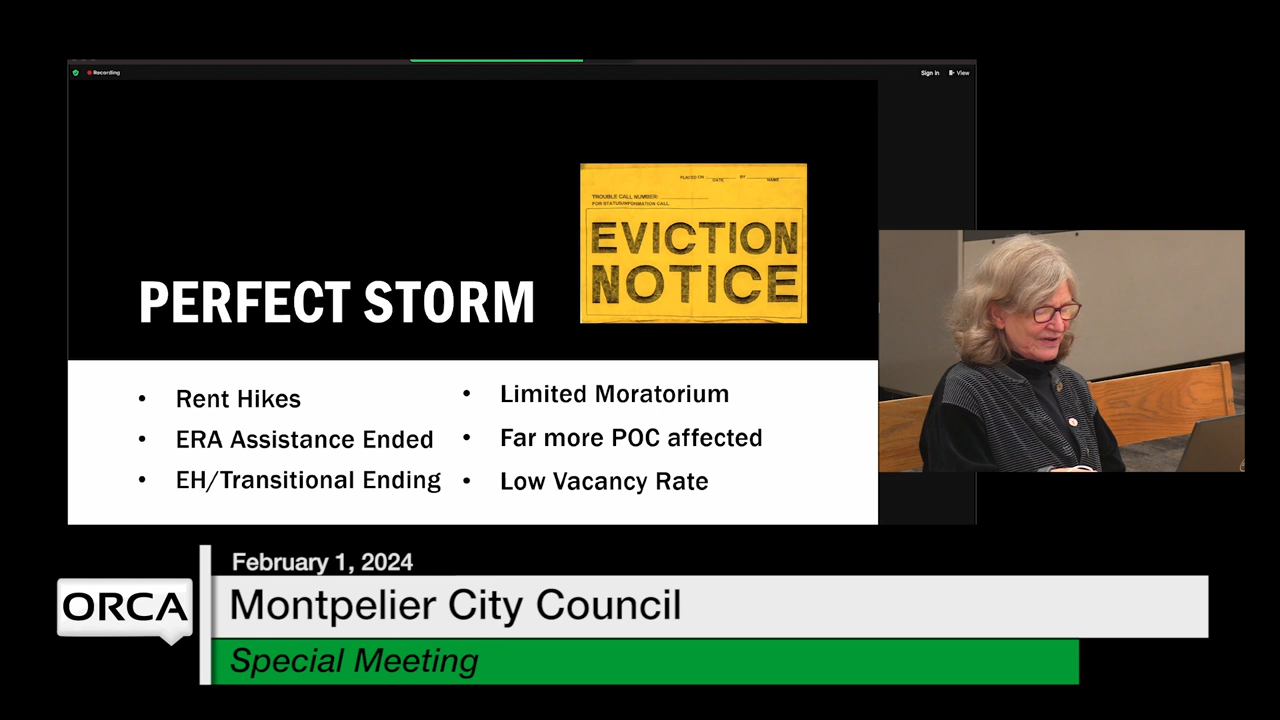 Recording
Sign In
View
PLACED ON
DATE
BY
NAME
TROUBLE CALL NUMBER:
FOR STATUS/INFORMATION CALL
EVICTION
NOTICE
PERFECT STORM
• Rent Hikes
• ERA Assistance Ended
• EH/Transitional Ending
• Limited Moratorium
• Far more POC affected
• Low Vacancy Rate
February 1, 2024
ORCA
Montpelier City Council
Special Meeting